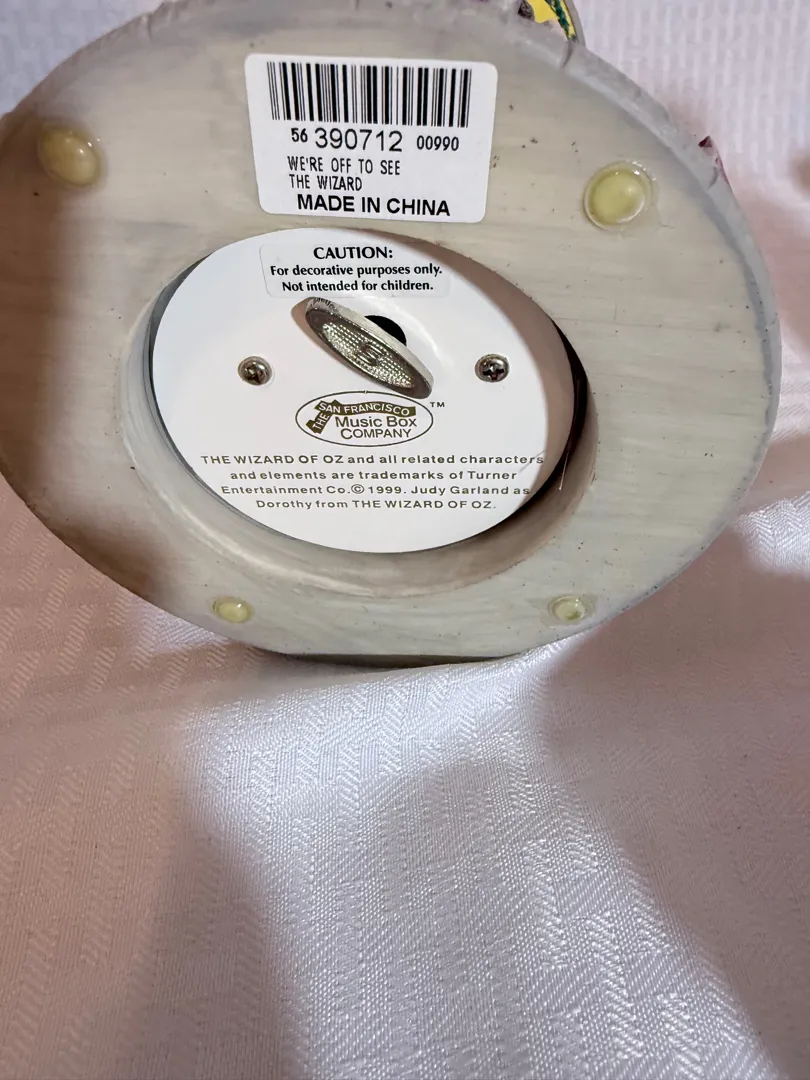 56 390712 00990
WE'RE OFF TO SEE
THE WIZARD
MADE IN CHINA
CAUTION:
For decorative purposes only.
Not intended for children.
THE SAN FRANCISCO
Music Box
COMPANY
TM
THE WIZARD OF OZ and all related characters
and elements are trademarks of Turner
Entertainment Co.© 1999. Judy Garland as
Dorothy from THE WIZARD OF OZ.